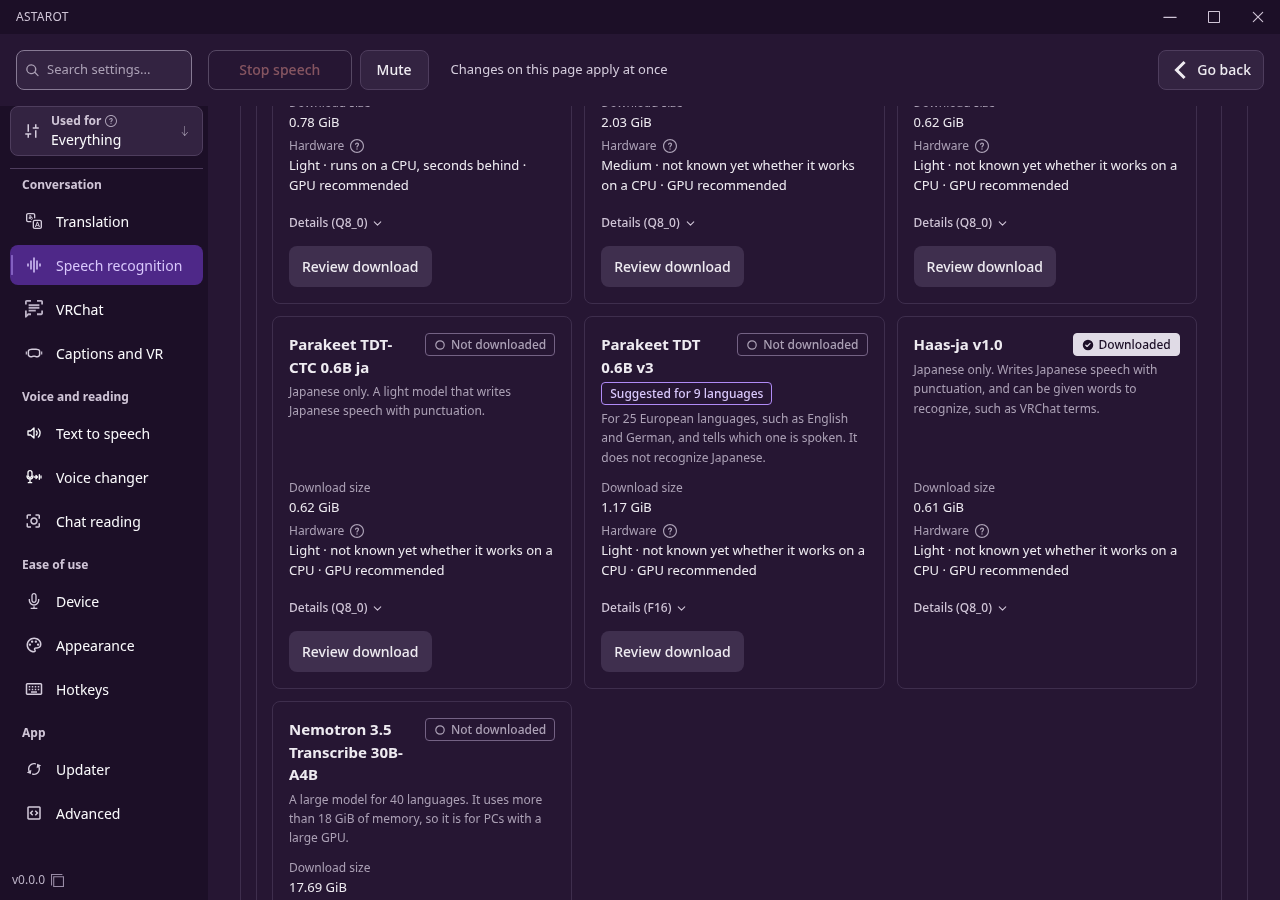 ASTAROT
Search settings...
Stop speech
Mute
Changes on this page apply at once
Go back
Used for
Everything
Conversation
Translation
Speech recognition
VRChat
Captions and VR
Voice and reading
Text to speech
Voice changer
Chat reading
Ease of use
Device
Appearance
Hotkeys
App
Updater
Advanced
v0.0.0
Download size
0.78 GiB
Hardware
Light · runs on a CPU, seconds behind ·
GPU recommended
Details (Q8_0)
Review download
Download size
2.03 GiB
Hardware
Medium · not known yet whether it works
on a CPU · GPU recommended
Details (Q8_0)
Review download
Download size
0.62 GiB
Hardware
Light · not known yet whether it works on a
CPU · GPU recommended
Details (Q8_0)
Review download
Parakeet TDT-
CTC 0.6B ja
Not downloaded
Japanese only. A light model that writes
Japanese speech with punctuation.
Download size
0.62 GiB
Hardware
Light · not known yet whether it works on a
CPU · GPU recommended
Details (Q8_0)
Review download
Parakeet TDT
0.6B v3
Not downloaded
Suggested for 9 languages
For 25 European languages, such as English
and German, and tells which one is spoken. It
does not recognize Japanese.
Download size
1.17 GiB
Hardware
Light · not known yet whether it works on a
CPU · GPU recommended
Details (F16)
Review download
Haas-ja v1.0
Downloaded
Japanese only. Writes Japanese speech with
punctuation, and can be given words to
recognize, such as VRChat terms.
Download size
0.61 GiB
Hardware
Light · not known yet whether it works on a
CPU · GPU recommended
Details (Q8_0)
Nemotron 3.5
Transcribe 30B-
A4B
Not downloaded
A large model for 40 languages. It uses more
than 18 GiB of memory, so it is for PCs with a
large GPU.
Download size
17.69 GiB